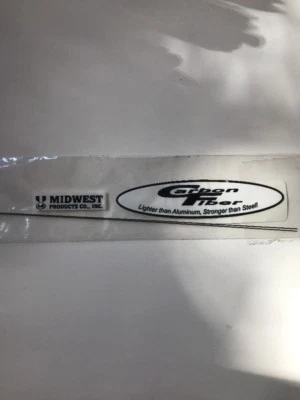 MIDWEST
PRODUCTS CO., INC.
Carbon
Fiber
Lighter than Aluminum, Stronger than Steel!